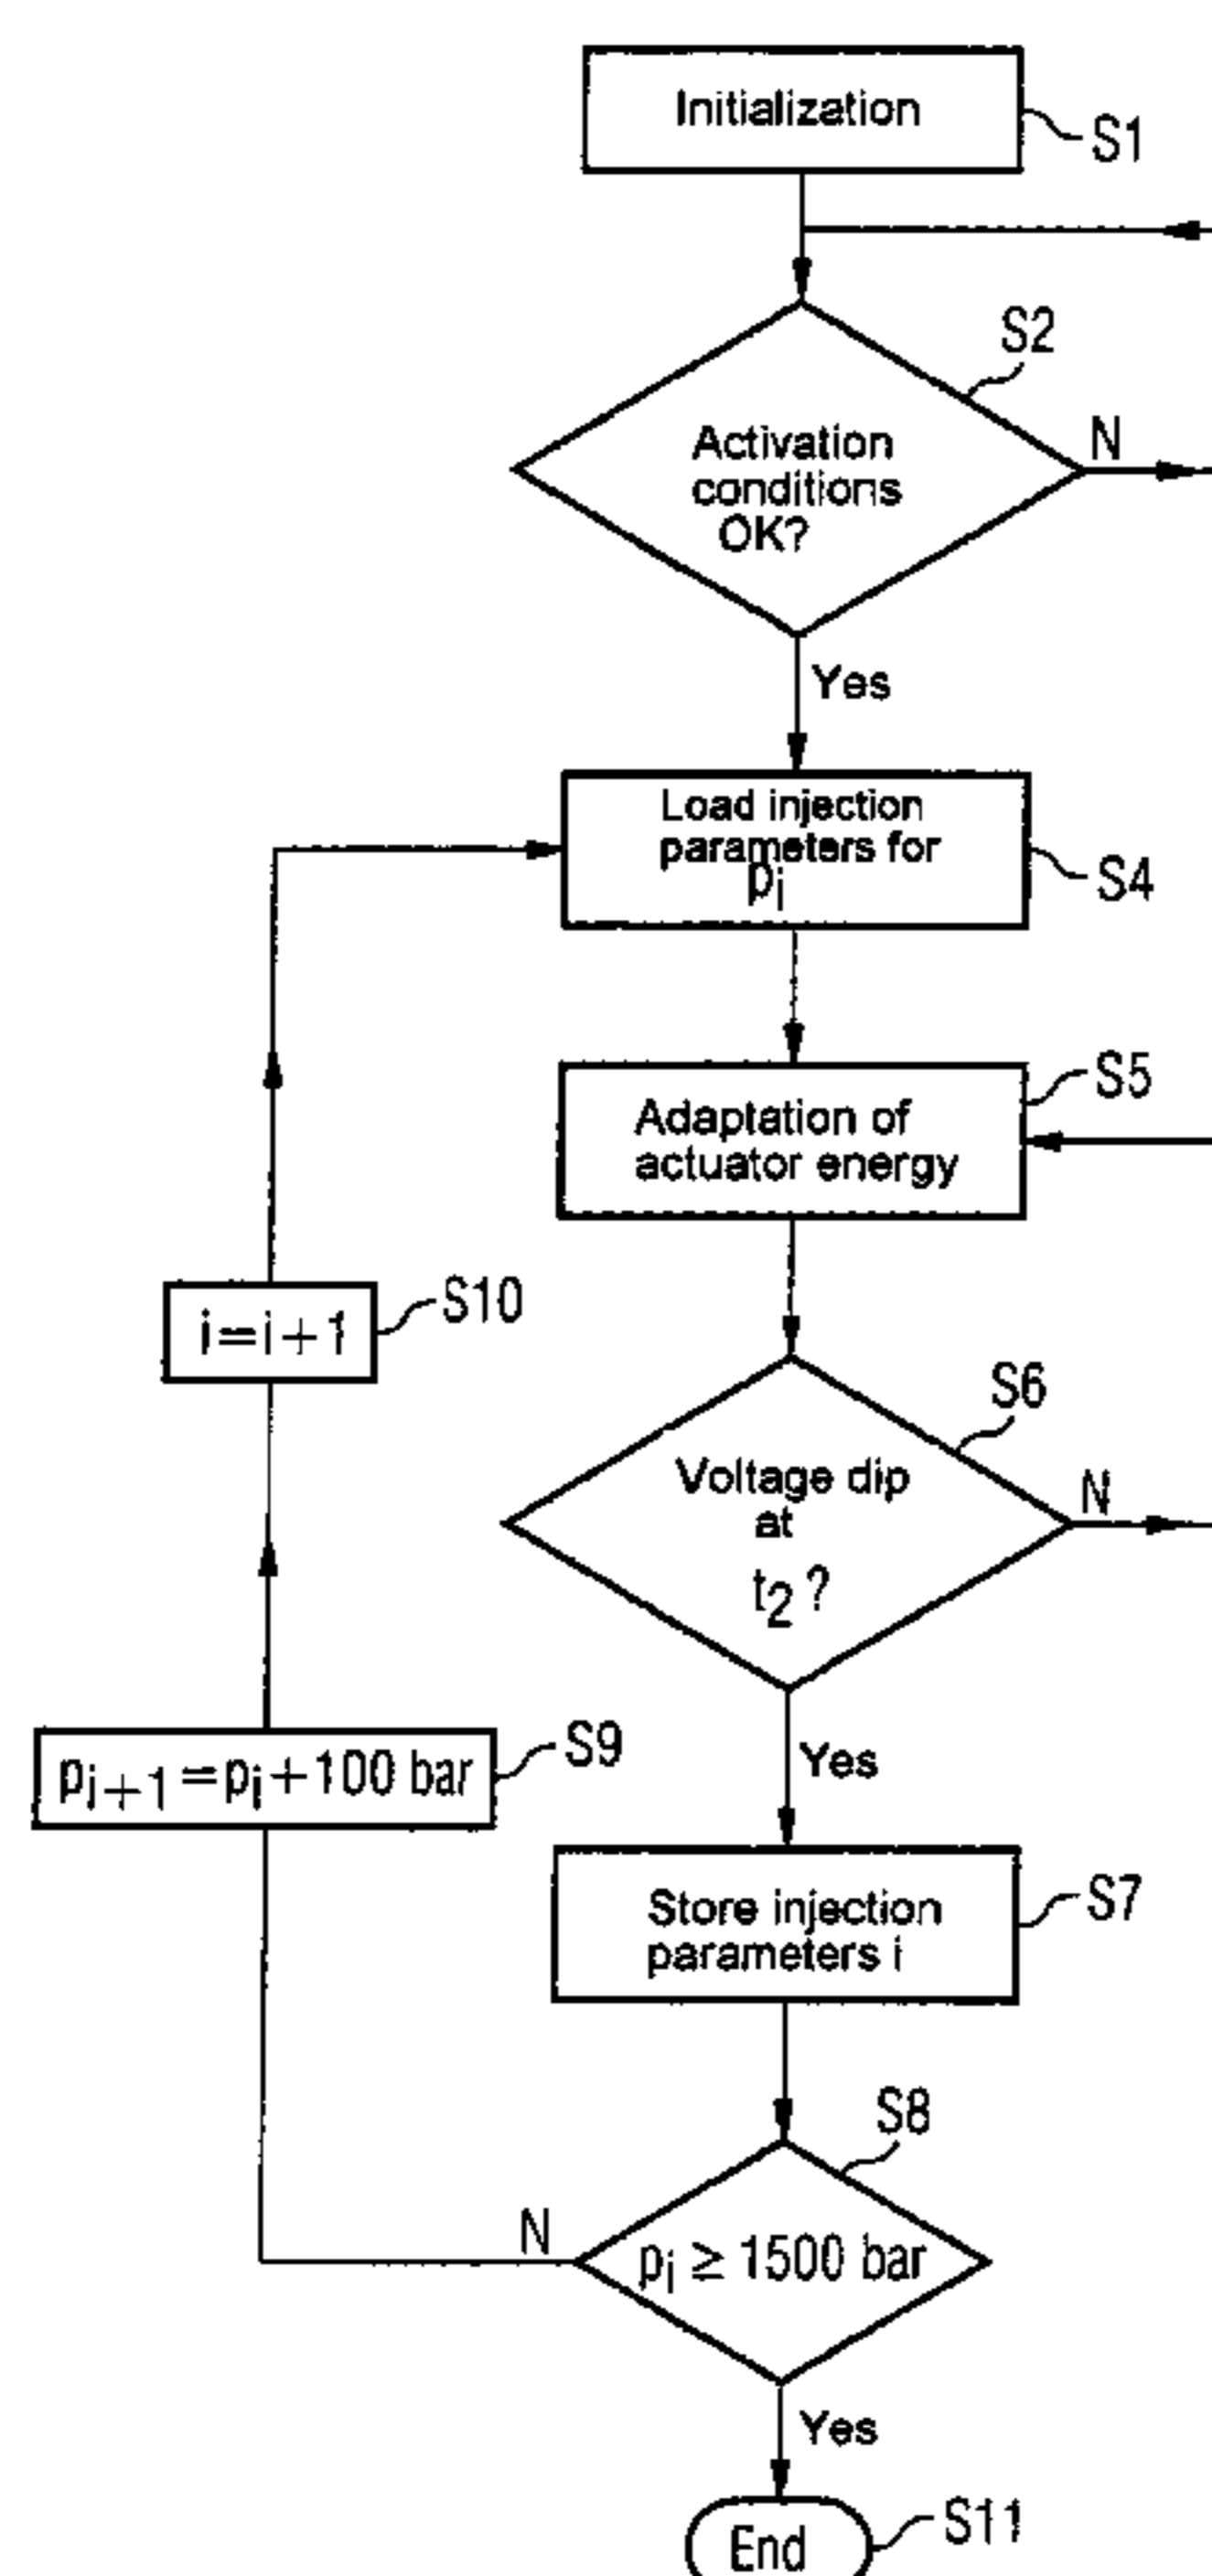 Initialization
S1
S2
Activation
conditions
OK?
N
Yes
Load injection
parameters for
pi
S4
S5
Adaptation of
actuator energy
i=i+1
S10
S6
Voltage dip
at
t2 ?
N
Yes
pi+1=pi+100 bar
S9
Store injection
parameters i
S7
S8
N
pi ≥ 1500 bar
Yes
End
S11